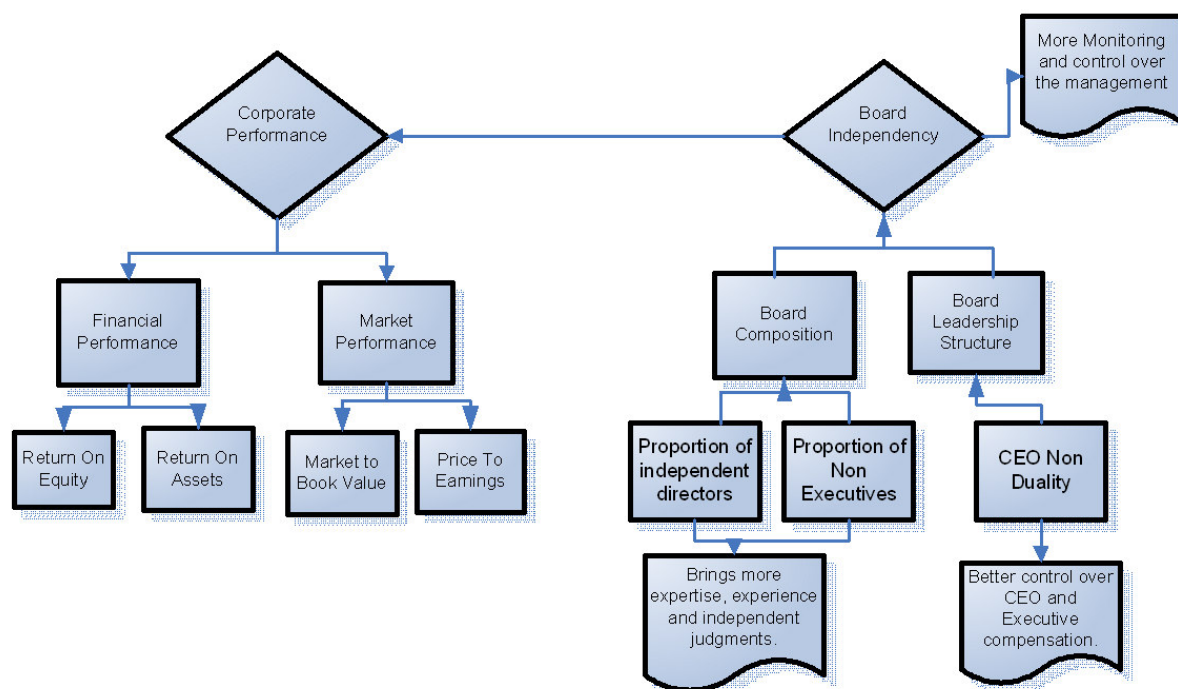 More Monitoring
and control over
the management
Corporate
Performance
Board
Independency
Financial
Performance
Market
Performance
Board
Composition
Board
Leadership
Structure
Return On
Equity
Return On
Assets
Market to
Book Value
Price To
Earnings
Proportion of
independent
directors
Proportion of
Non
Executives
CEO Non
Duality
Brings more
expertise, experience
and independent
judgments.
Better control over
CEO and
Executive
compensation.